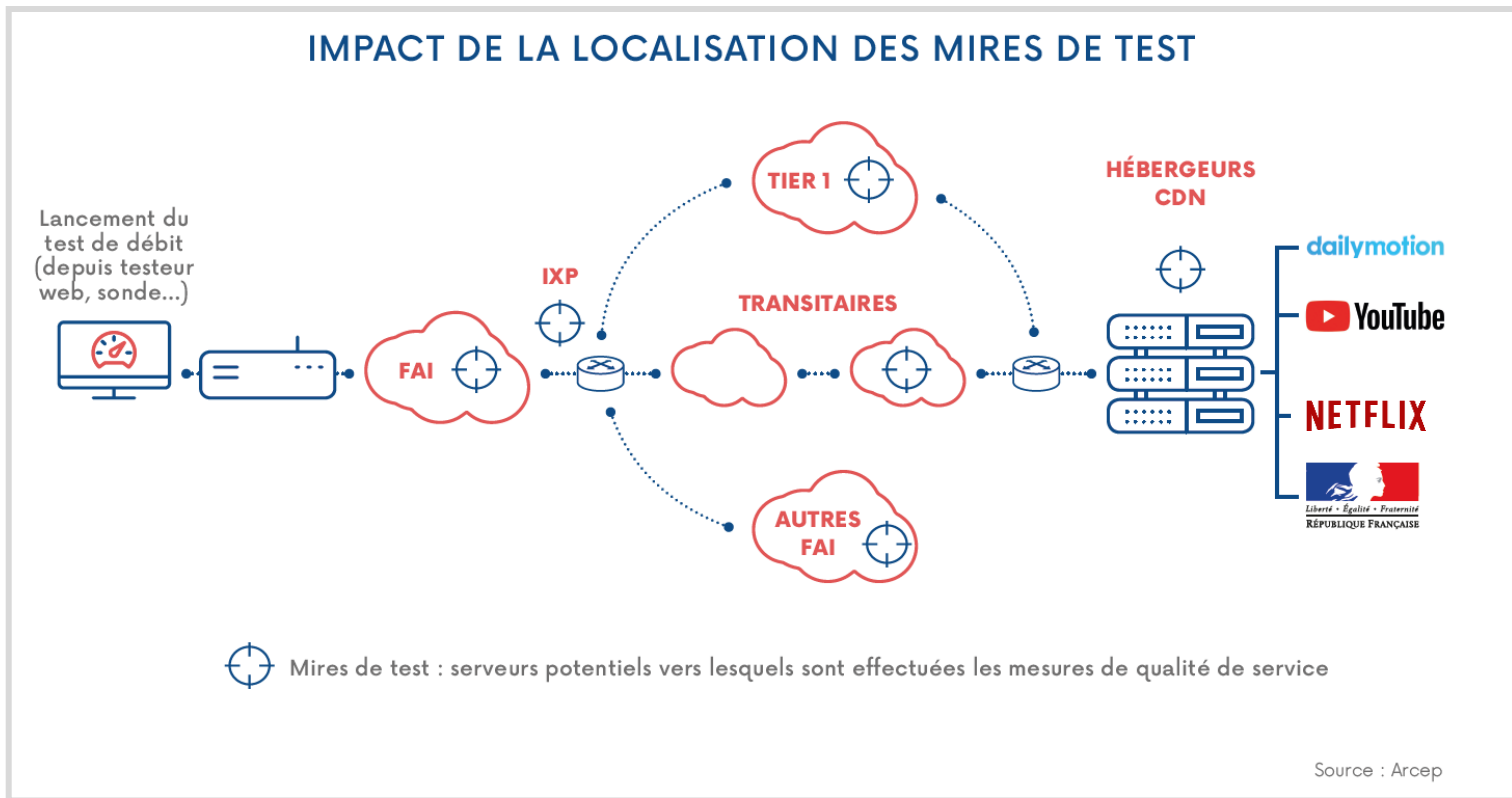 IMPACT DE LA LOCALISATION DES MIRES DE TEST
Lancement du
test de débit
(depuis testeur
web, sonde...)
FAI
IXP
TIER 1
TRANSITAIRES
AUTRES
FAI
HÉBERGEURS
CDN
dailymotion
YouTube
NETFLIX
Liberté • Égalité • Fraternité
RÉPUBLIQUE FRANÇAISE
Mires de test : serveurs potentiels vers lesquels sont effectuées les mesures de qualité de service
Source : Arcep